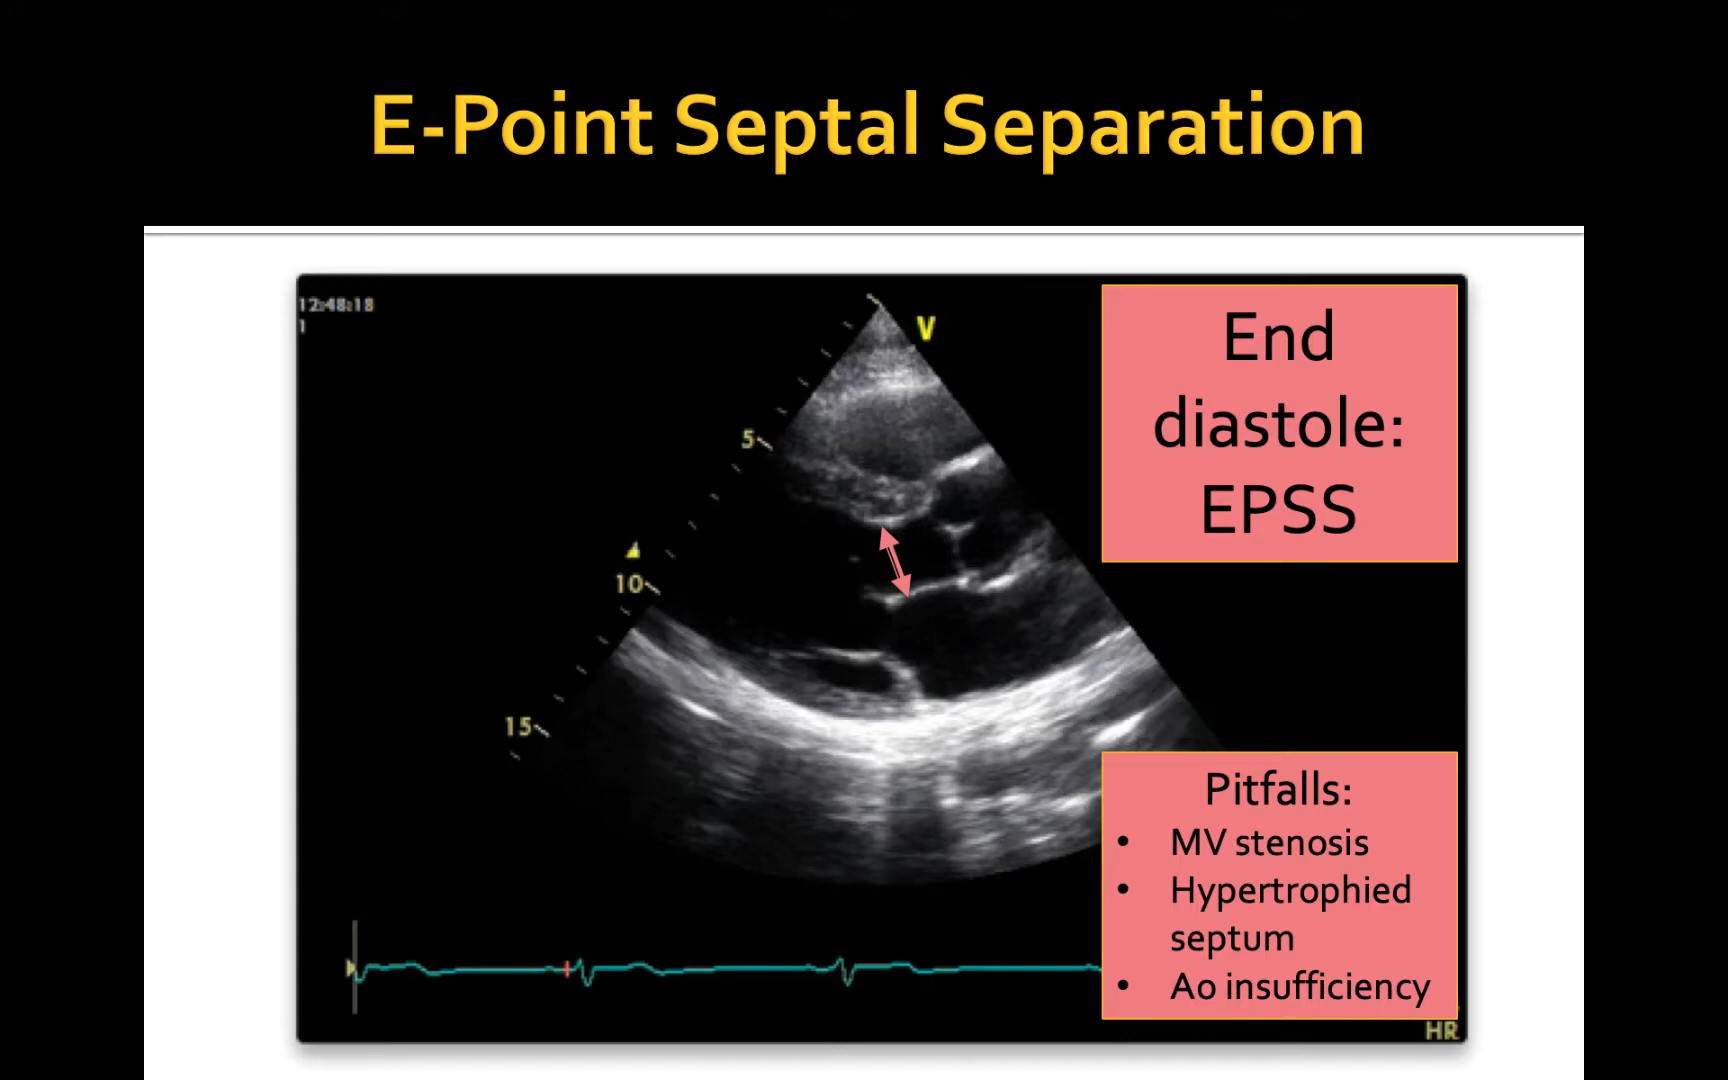 E-Point Septal Separation
12:48:18
1
V
5
10
15
End
diastole:
EPSS
Pitfalls:
• MV stenosis
• Hypertrophied
septum
• Ao insufficiency
HR